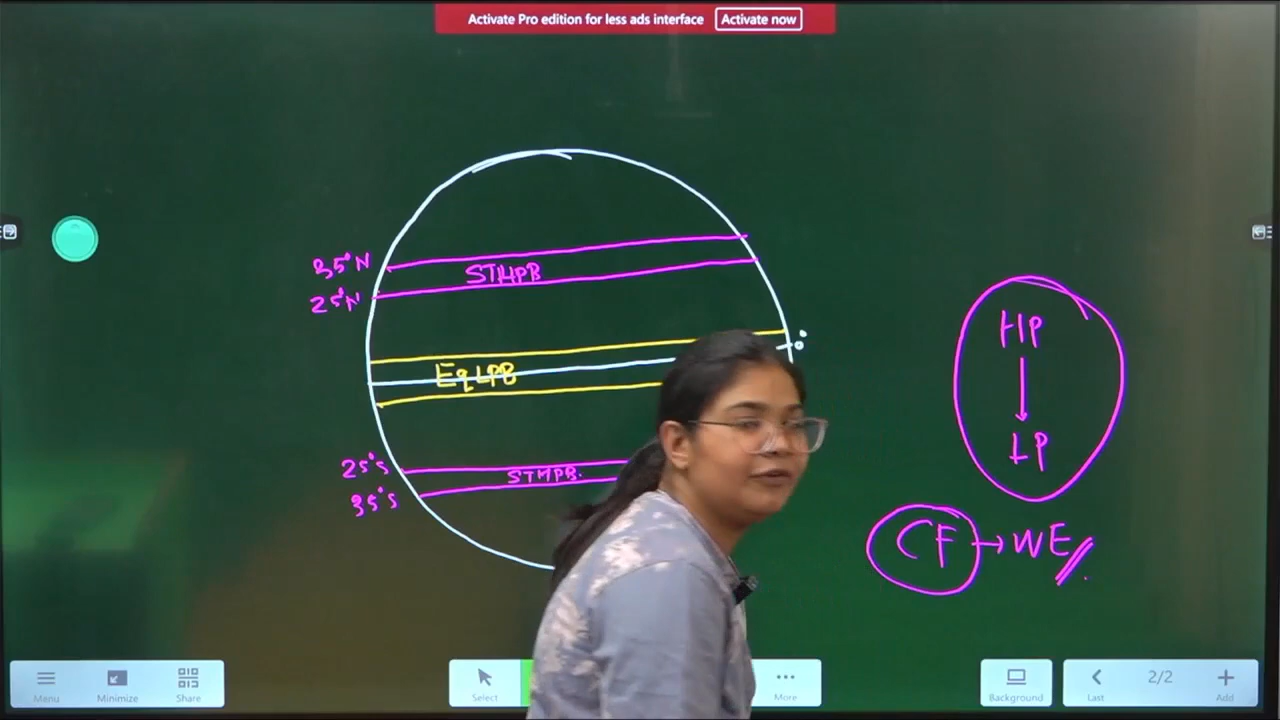 Activate Pro edition for less ads interface Activate now
35°N
STHPB
25°N
0°
EqLPB
25°S
STHPB.
35°S
HP
LP
CF → WE
Menu
Minimize
Share
Select
More
Background
Last
2/2
Add